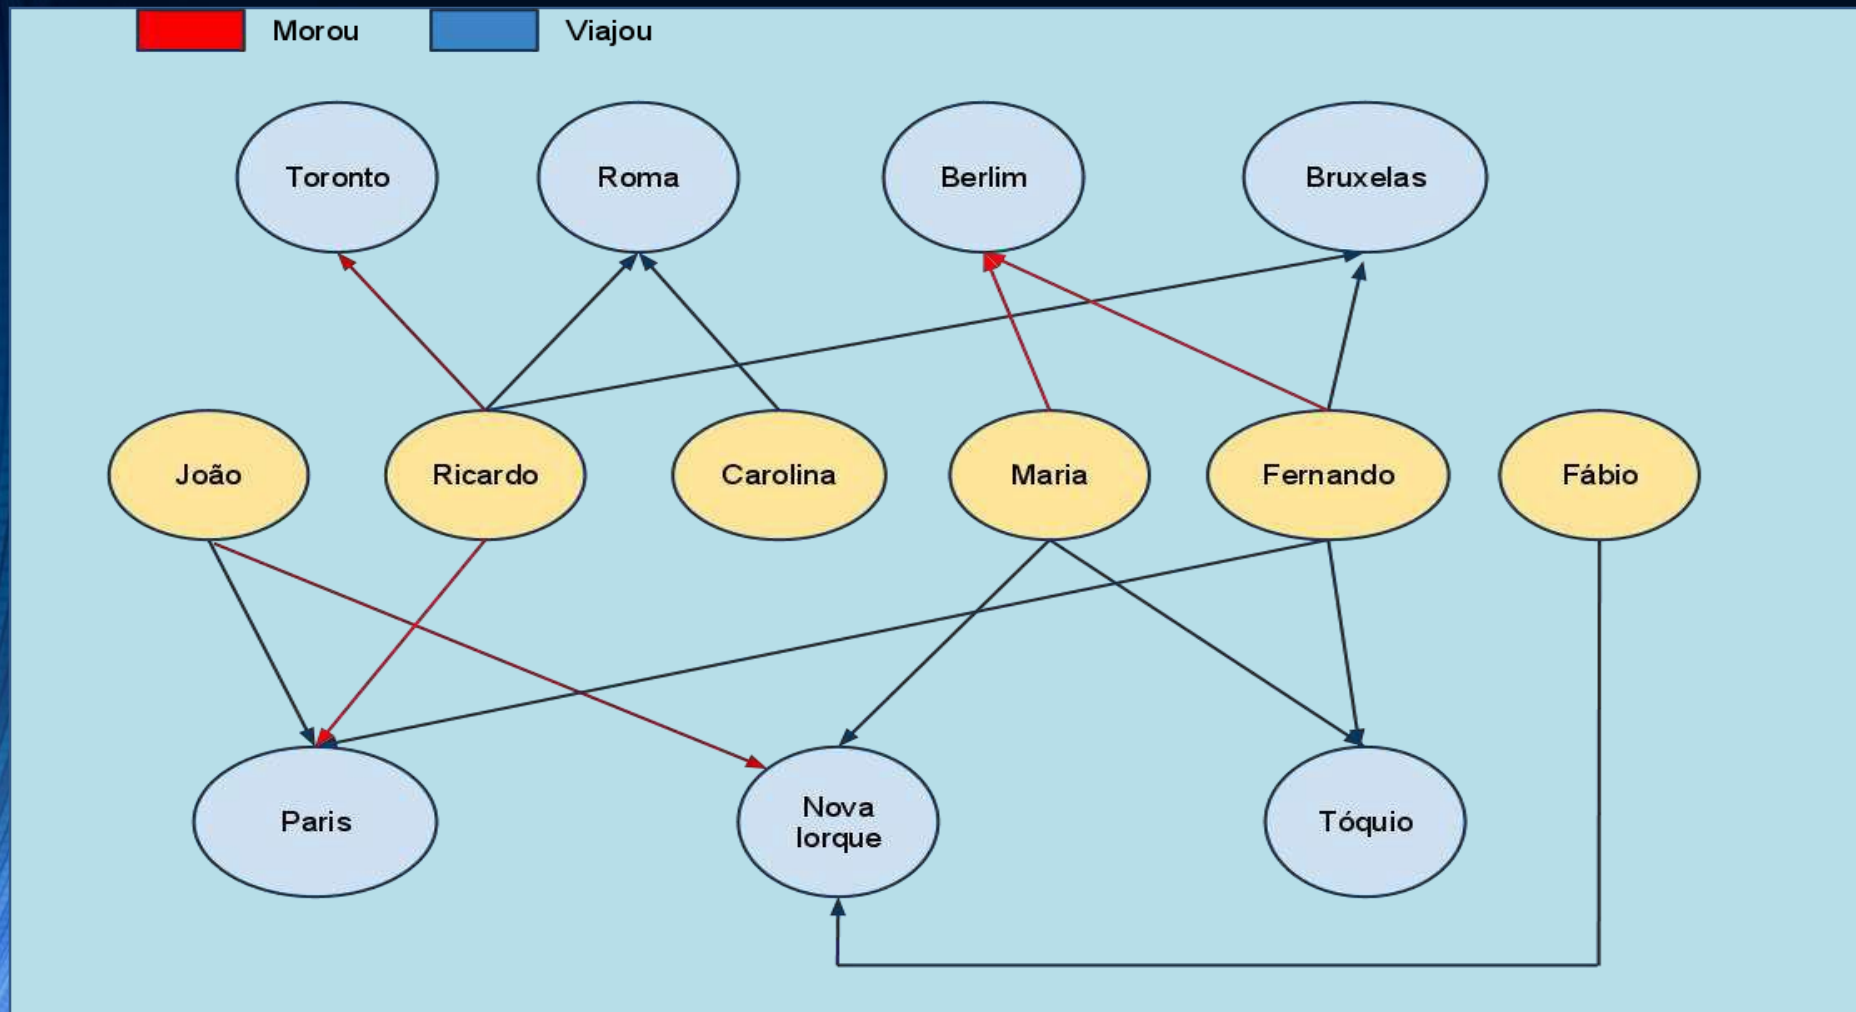 Morou
Viajou
Toronto
Roma
Berlim
Bruxelas
João
Ricardo
Carolina
Maria
Fernando
Fábio
Paris
Nova
Iorque
Tóquio